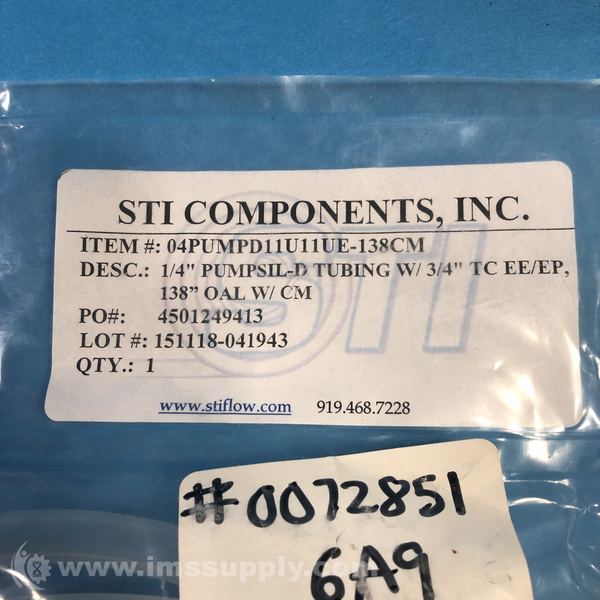 STI COMPONENTS, INC.
ITEM #: 04PUMPD11U11UE-138CM
DESC.: 1/4" PUMPSIL-D TUBING W/ 3/4" TC EE/EP,
138” OAL W/ CM
PO#: 4501249413
LOT #: 151118-041943
QTY.: 1
STI
www.stiflow.com 919.468.7228
#0072851
6A9
www.imssupply.com